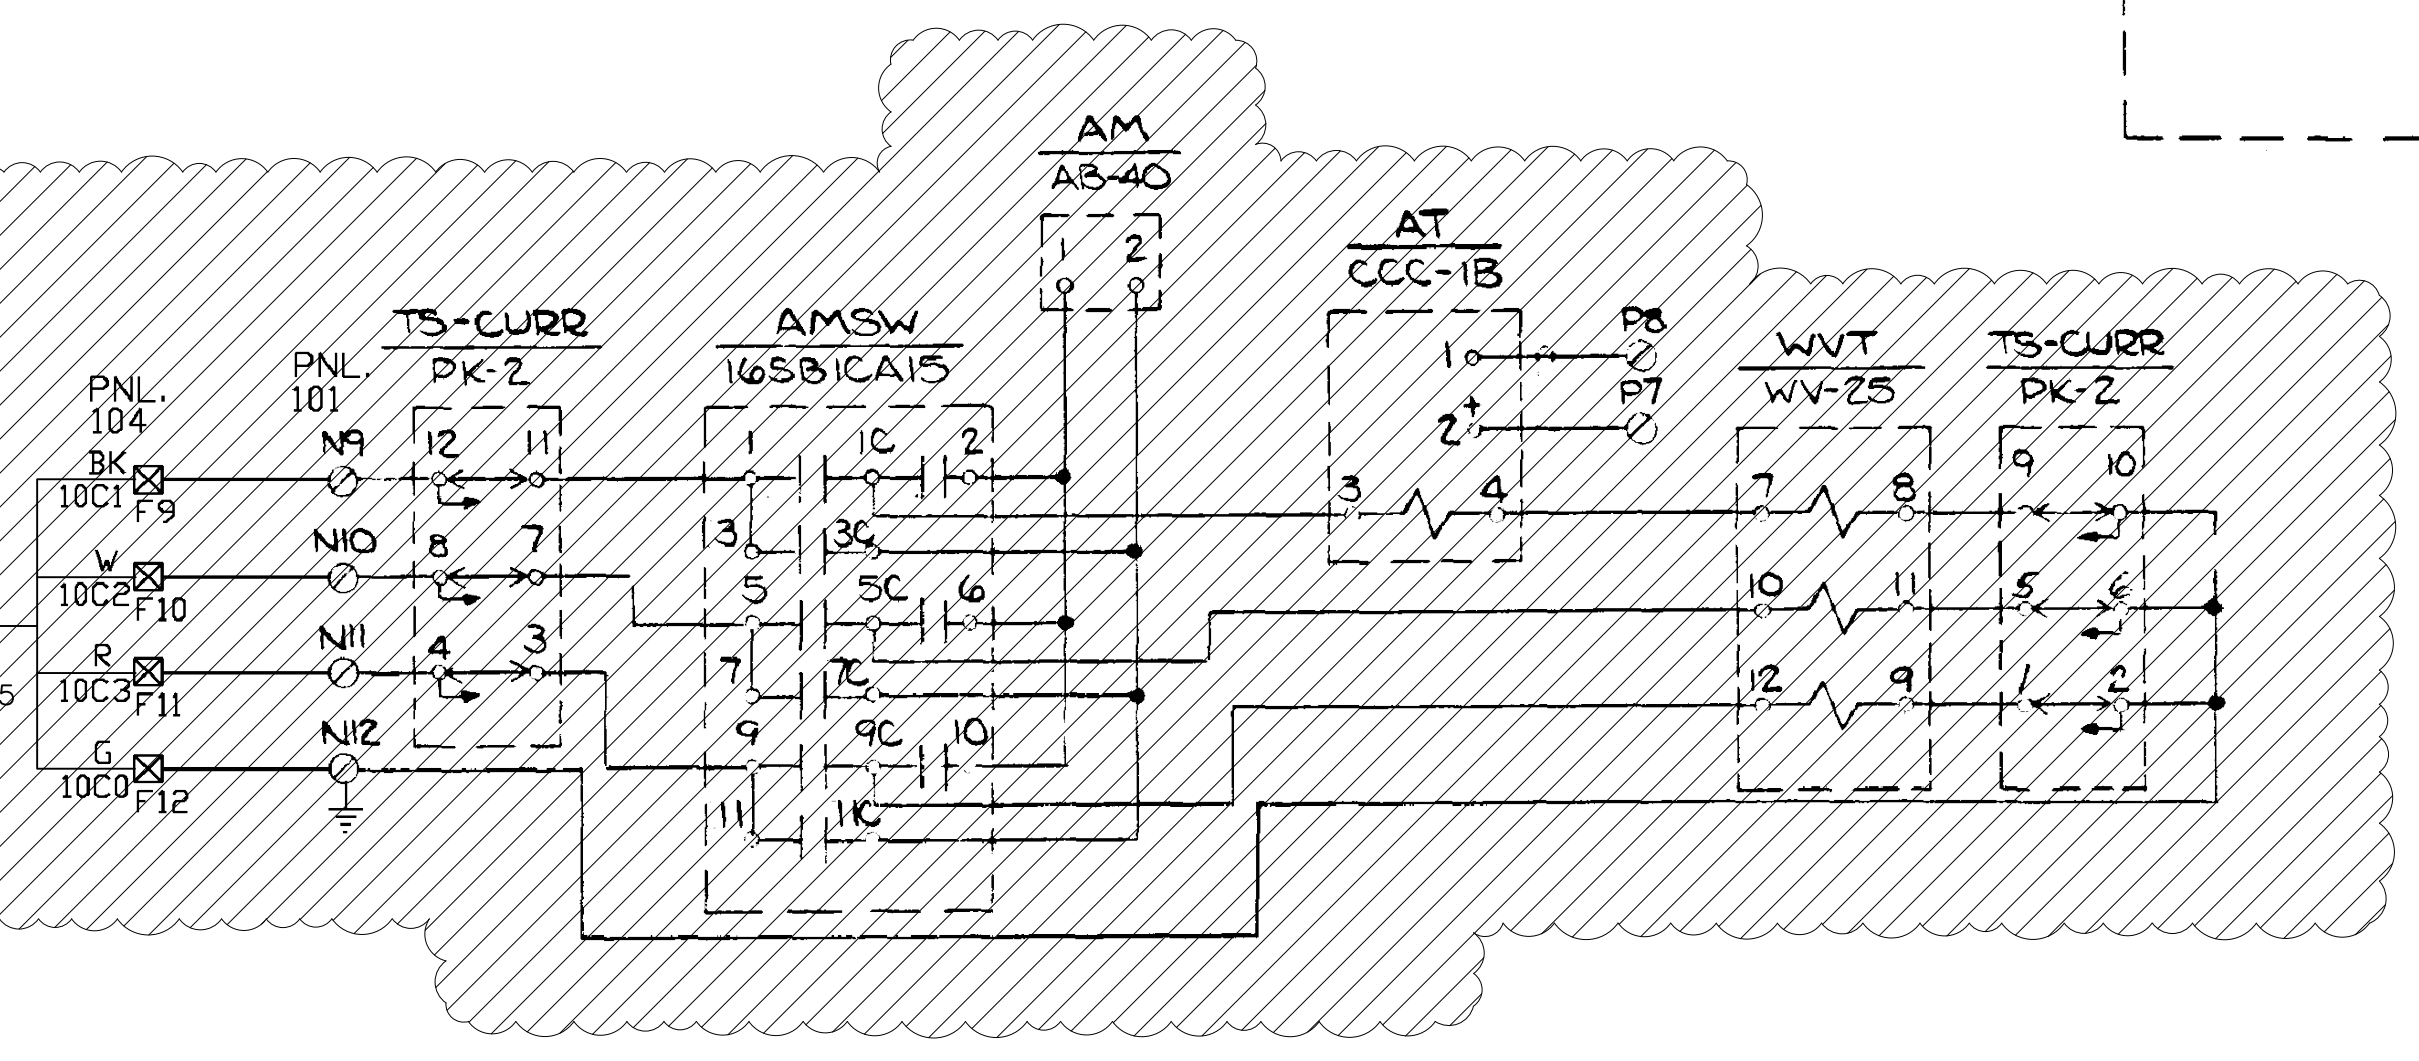 AM
AB-40
1 2
AT
CCC-1B
1 P8
2+ P7
3 4
TS-CURR
PK-2
AMSW
16SB1CA15
WVT
WV-25
TS-CURR
PK-2
PNL.
104
PNL.
101
BK
10C1
F9
N9
12 11
1 1C 2
7 8
9 10
W
10C2
F10
N10
8 7
3 3C
5 5C 6
10 11
5 6
R
10C3
F11
N11
4 3
7 7C
12 9
1 2
G
10C0
F12
N12
9 9C 10
11 11C
5